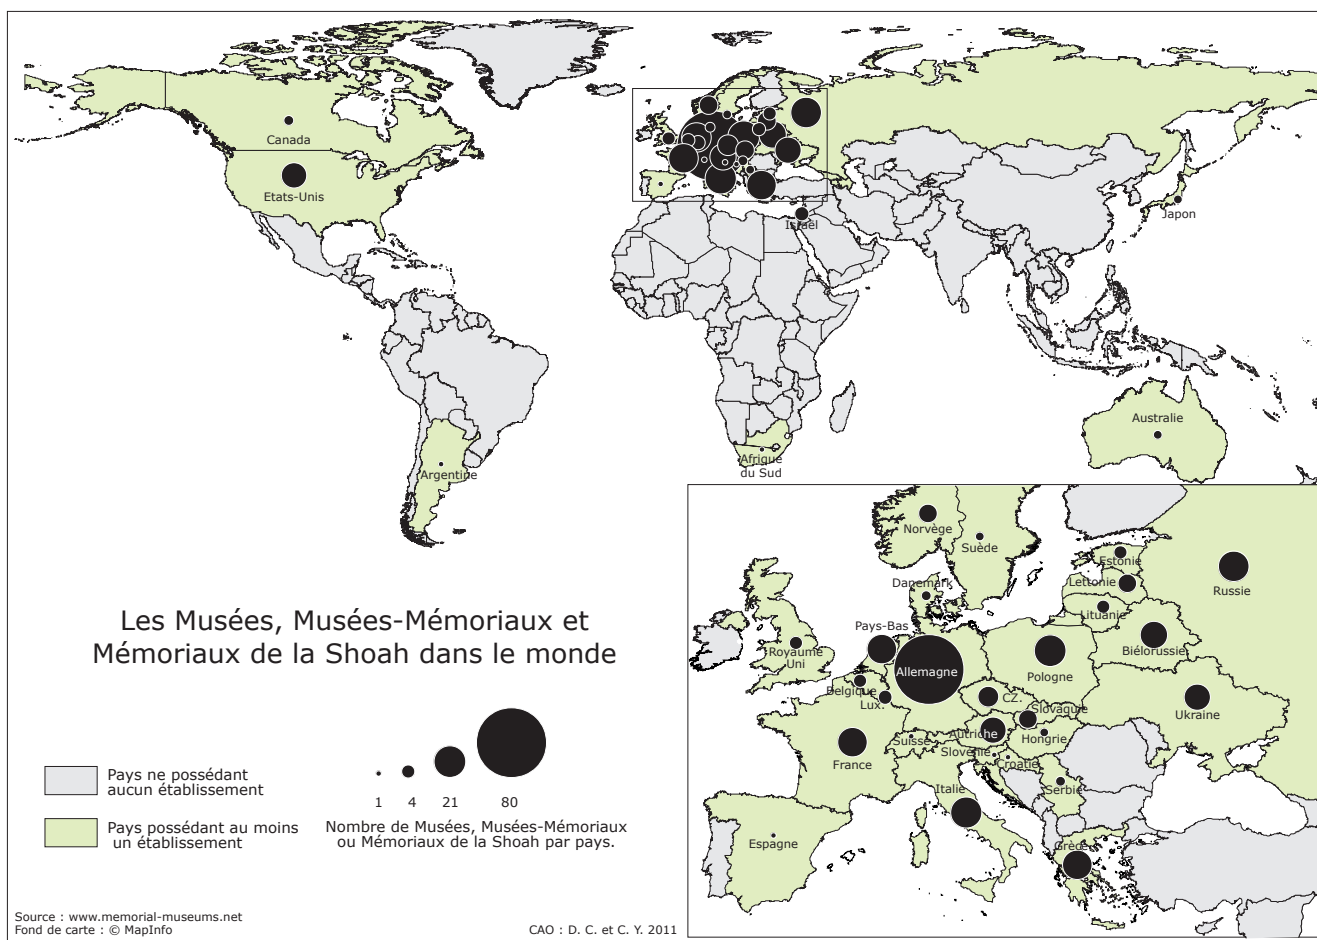 Canada
Etats-Unis
Israël
Japon
Australie
Afrique
du Sud
Argentine
Norvège
Suède
Estonie
Lettonie
Russie
Danemark
Lituanie
Pays-Bas
Royaume
Uni
Biélorussie
Allemagne
Pologne
Belgique
Lux.
CZ.
Slovaquie
Ukraine
Autriche
Hongrie
Suisse
Slovénie
Croatie
France
Italie
Serbie
Espagne
Grèce
Les Musées, Musées-Mémoriaux et
Mémoriaux de la Shoah dans le monde
Pays ne possédant
aucun établissement
Pays possédant au moins
un établissement
1 4 21 80
Nombre de Musées, Musées-Mémoriaux
ou Mémoriaux de la Shoah par pays.
Source : www.memorial-museums.net
Fond de carte : © MapInfo
CAO : D. C. et C. Y. 2011